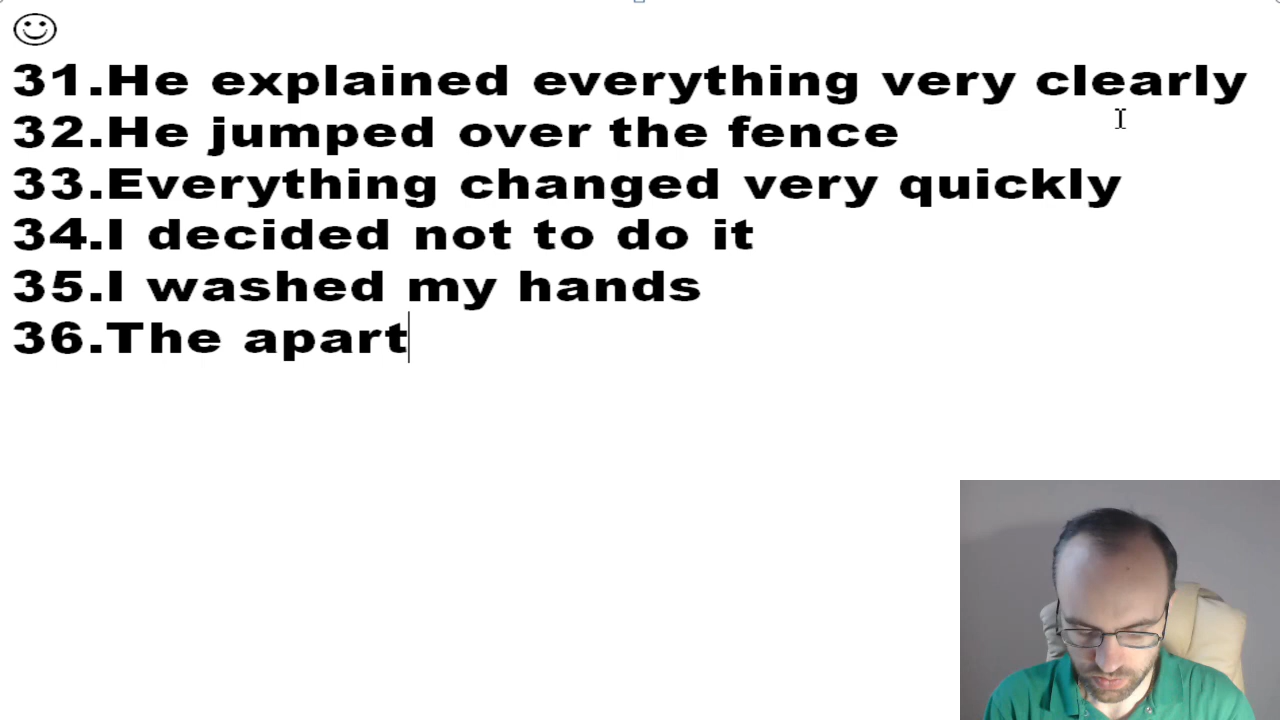 31.He explained everything very clearly
32.He jumped over the fence
33.Everything changed very quickly
34.I decided not to do it
35.I washed my hands
36.The apart